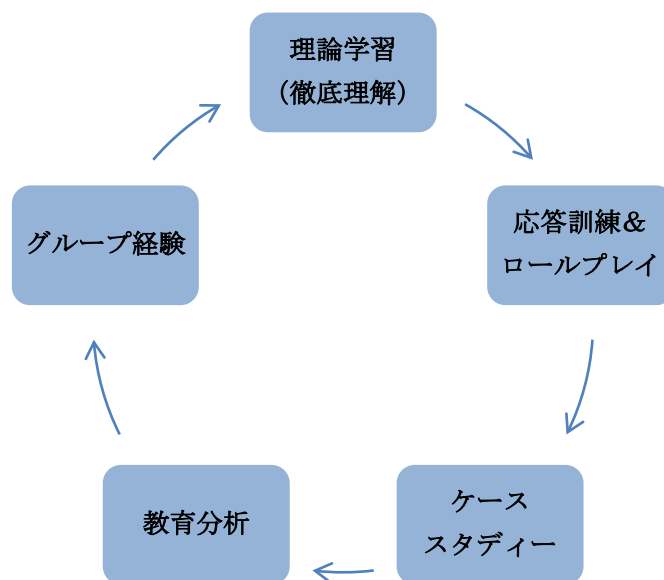 理論学習
（徹底理解）
応答訓練＆
ロールプレイ
ケース
スタディー
教育分析
グループ経験